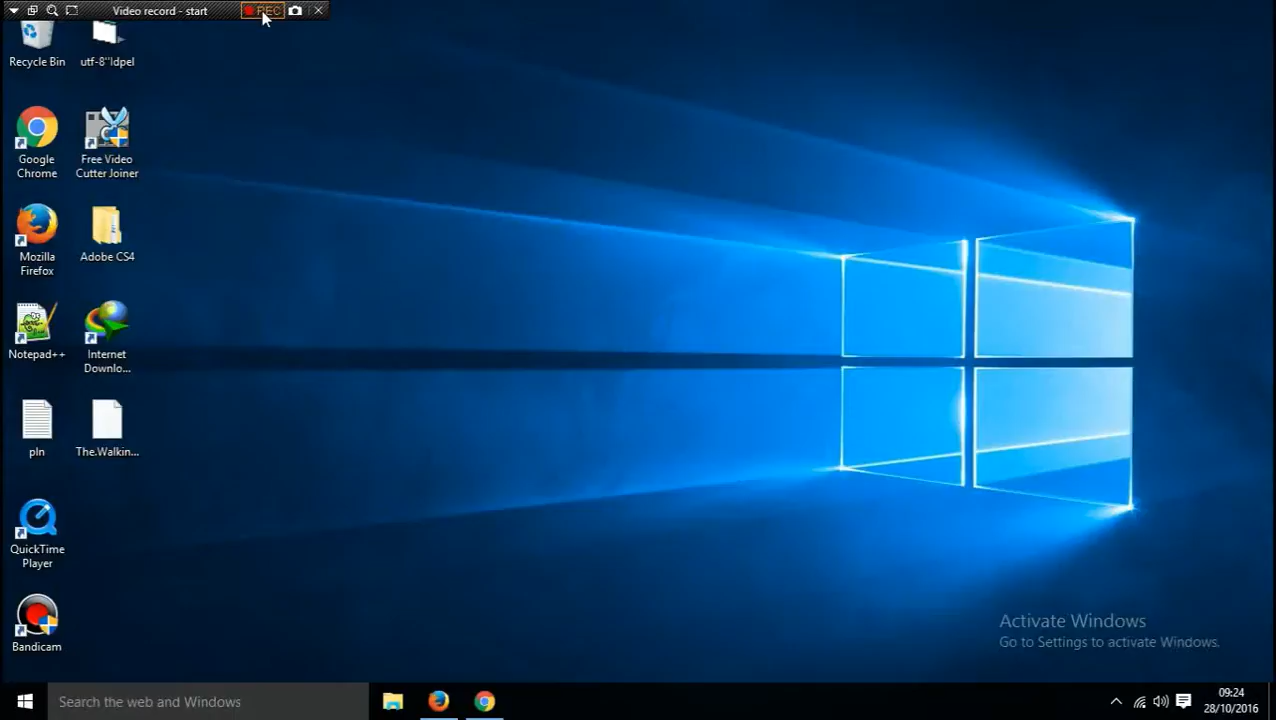 Video record - start
REC
Recycle Bin
utf-8"ldpel
Google
Chrome
Free Video
Cutter Joiner
Mozilla
Firefox
Adobe CS4
Notepad++
Internet
Downlo...
pln
The.Walkin...
QuickTime
Player
Bandicam
Activate Windows
Go to Settings to activate Windows.
Search the web and Windows
09:24
28/10/2016